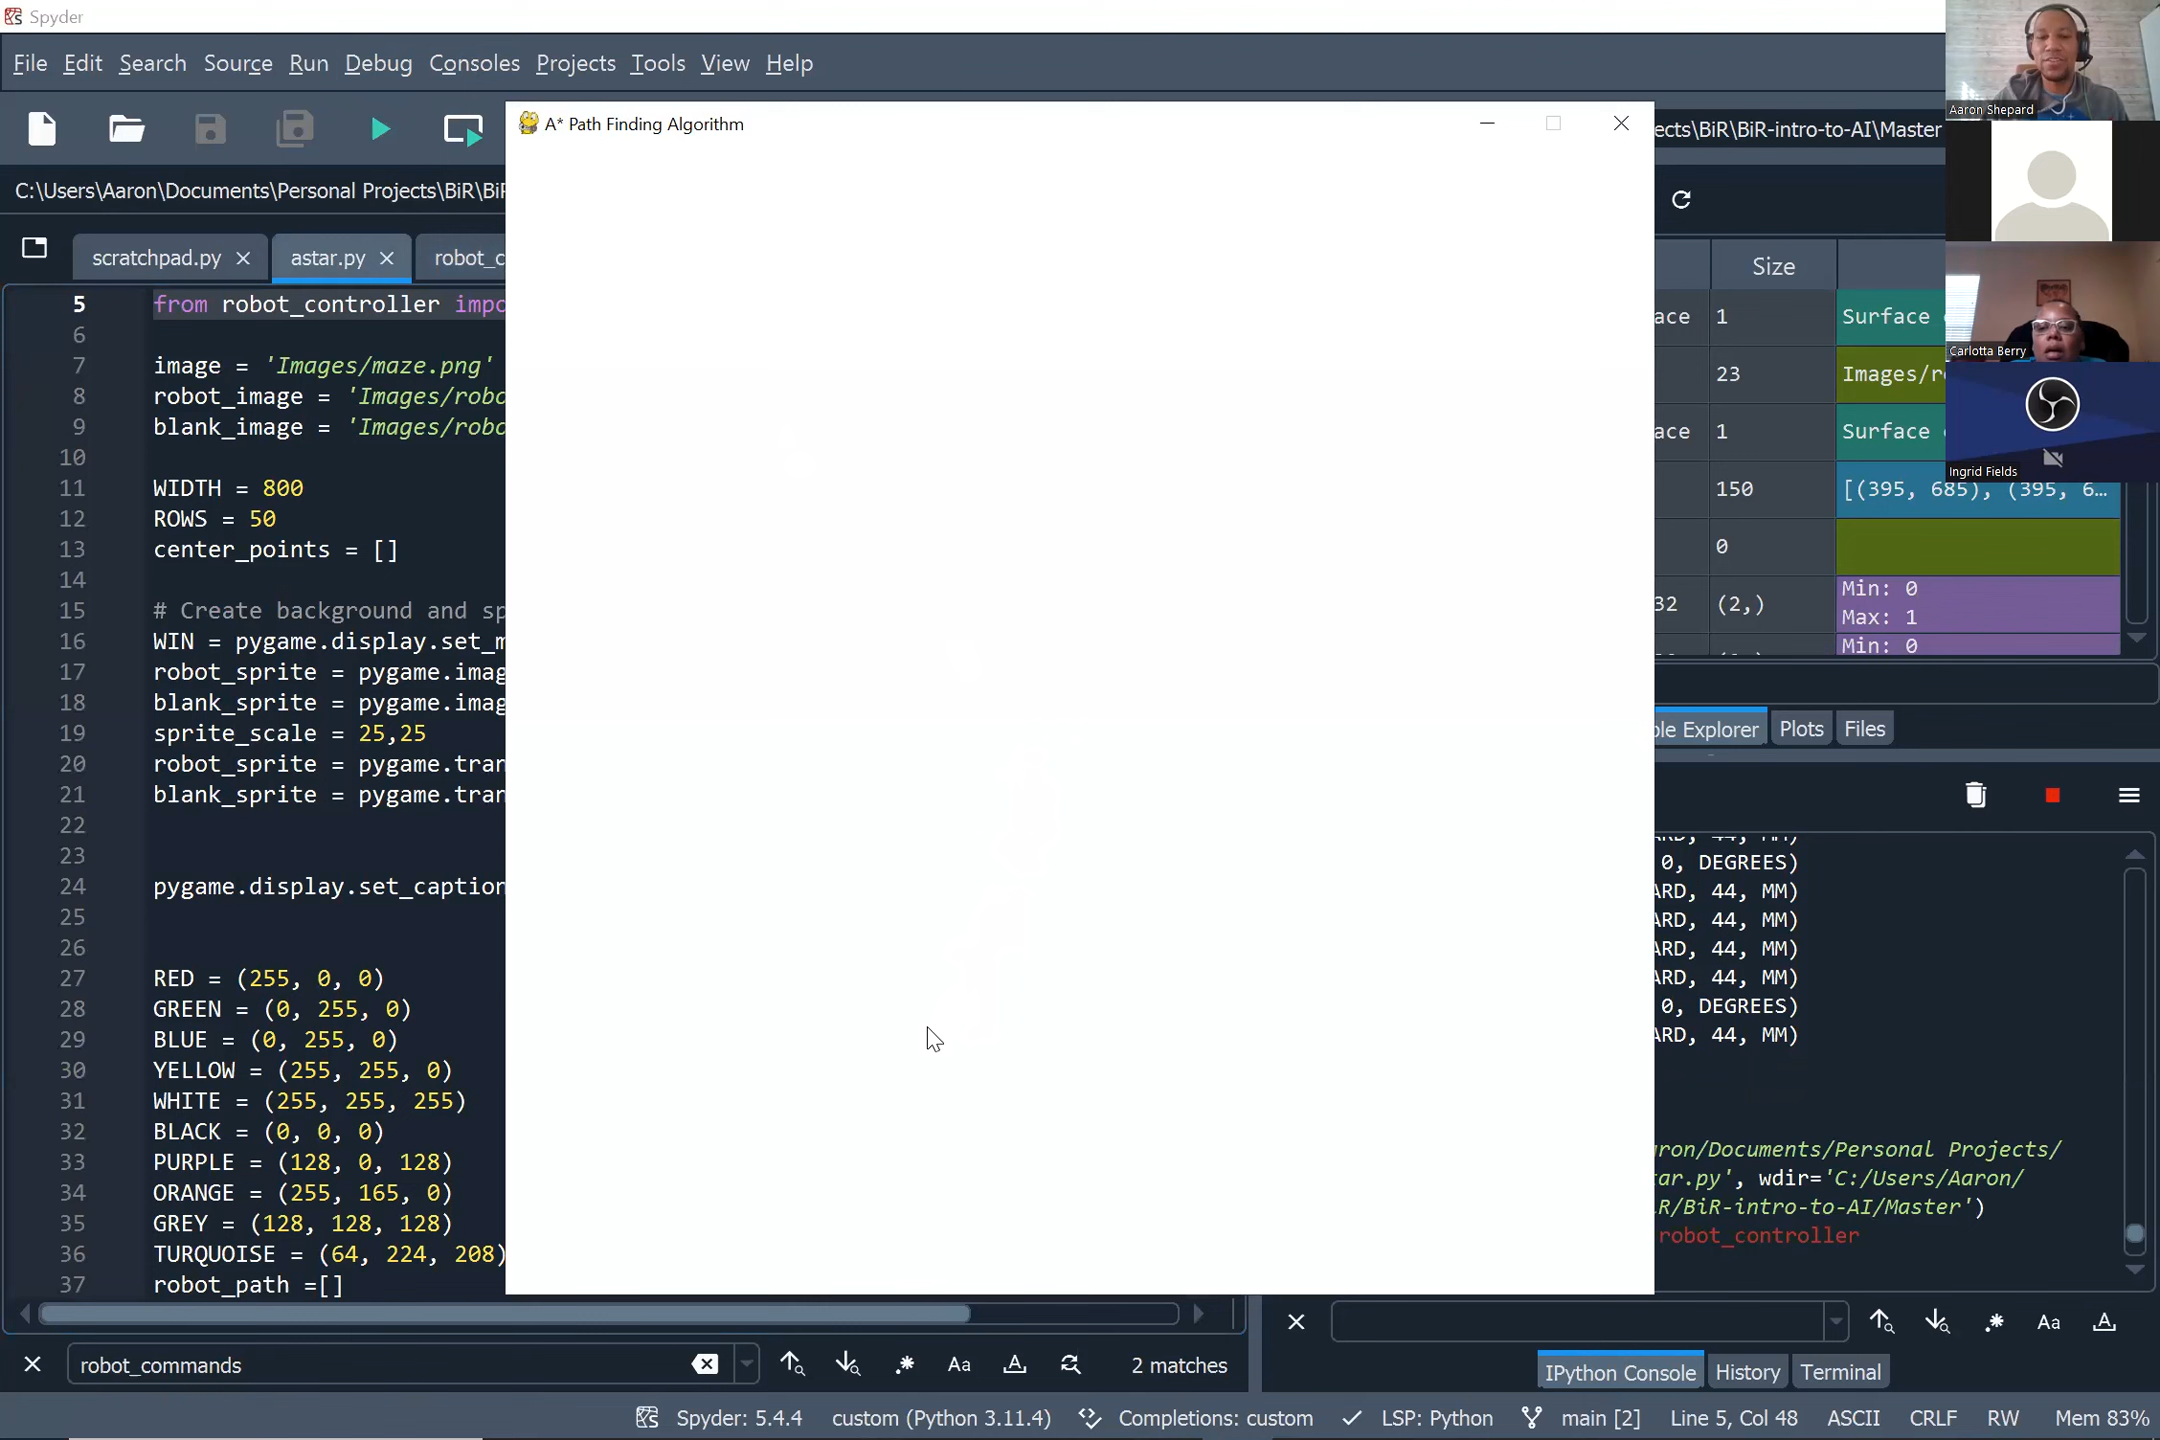 Spyder
File Edit Search Source Run Debug Consoles Projects Tools View Help
A* Path Finding Algorithm
ects\BiR\BiR-intro-to-AI\Master
C:\Users\Aaron\Documents\Personal Projects\BiR\BiR
scratchpad.py
astar.py
robot_c
5 from robot_controller impo
6
7 image = 'Images/maze.png'
8 robot_image = 'Images/robo
9 blank_image = 'Images/robo
10
11 WIDTH = 800
12 ROWS = 50
13 center_points = []
14
15 # Create background and sp
16 WIN = pygame.display.set_m
17 robot_sprite = pygame.imag
18 blank_sprite = pygame.imag
19 sprite_scale = 25,25
20 robot_sprite = pygame.tran
21 blank_sprite = pygame.tran
22
23
24 pygame.display.set_caption
25
26
27 RED = (255, 0, 0)
28 GREEN = (0, 255, 0)
29 BLUE = (0, 255, 0)
30 YELLOW = (255, 255, 0)
31 WHITE = (255, 255, 255)
32 BLACK = (0, 0, 0)
33 PURPLE = (128, 0, 128)
34 ORANGE = (255, 165, 0)
35 GREY = (128, 128, 128)
36 TURQUOISE = (64, 224, 208)
37 robot_path =[]
robot_commands
Aa
2 matches
Size
ace 1 Surface
23 Images/r
ace 1 Surface
150 [(395, 685), (395, 6...
0
32 (2,) Min: 0
Max: 1
Min: 0
ble Explorer Plots Files
ARD, 44, MM)
0, DEGREES)
ARD, 44, MM)
ARD, 44, MM)
ARD, 44, MM)
ARD, 44, MM)
0, DEGREES)
ARD, 44, MM)
aron/Documents/Personal Projects/
tar.py', wdir='C:/Users/Aaron/
R/BiR-intro-to-AI/Master')
robot_controller
Aa
IPython Console History Terminal
Spyder: 5.4.4 custom (Python 3.11.4) Completions: custom LSP: Python main [2] Line 5, Col 48 ASCII CRLF RW Mem 83%
Aaron Shepard
Carlotta Berry
Ingrid Fields